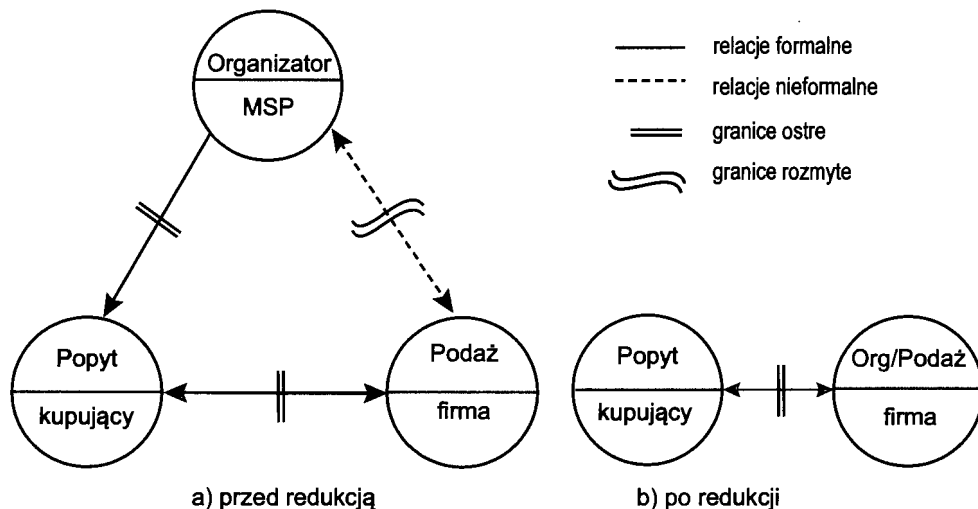 Organizator
MSP
relacje formalne
relacje nieformalne
granice ostre
granice rozmyte
Popyt
kupujący
Podaż
firma
Popyt
kupujący
Org/Podaż
firma
a) przed redukcją
b) po redukcji